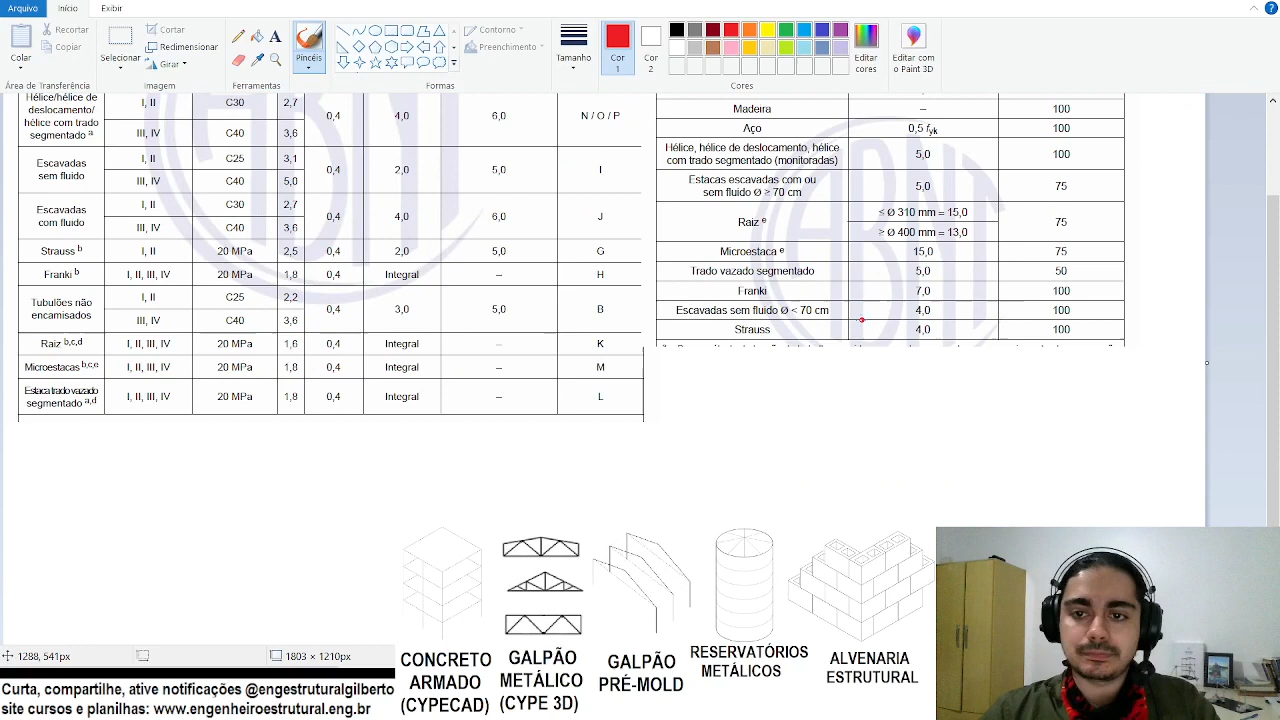 Arquivo Início Exibir
Colar
Recortar
Copiar
Selecionar
Cortar
Redimensionar
Girar
Contorno
Preenchimento
Pincéis
Tamanho
Cor 1
Cor 2
Editar cores
Editar com o Paint 3D
Área de Transferência Imagem Ferramentas Formas Cores
Hélice/hélice de deslocamento/ hélice com trado segmentado a I, II C30 2,7 0,4 4,0 6,0 N / O / P
III, IV C40 3,6
Escavadas sem fluido I, II C25 3,1 0,4 2,0 5,0 I
III, IV C40 5,0
Escavadas com fluido I, II C30 2,7 0,4 4,0 6,0 J
III, IV C40 3,6
Strauss b I, II 20 MPa 2,5 0,4 2,0 5,0 G
Franki b I, II, III, IV 20 MPa 1,8 0,4 Integral – H
Tubulões não encamisados I, II C25 2,2 0,4 3,0 5,0 B
III, IV C40 3,6
Raiz b,c,d I, II, III, IV 20 MPa 1,6 0,4 Integral – K
Microestacas b,c,e I, II, III, IV 20 MPa 1,8 0,4 Integral – M
Estaca trado vazado segmentado a,d I, II, III, IV 20 MPa 1,8 0,4 Integral – L
Madeira – 100
Aço 0,5 fyk 100
Hélice, hélice de deslocamento, hélice com trado segmentado (monitoradas) 5,0 100
Estacas escavadas com ou sem fluido Ø ≥ 70 cm 5,0 75
Raiz e ≤ Ø 310 mm = 15,0 75
≥ Ø 400 mm = 13,0
Microestaca e 15,0 75
Trado vazado segmentado 5,0 50
Franki 7,0 100
Escavadas sem fluido Ø < 70 cm 4,0 100
Strauss 4,0 100
ABNT
1288, 541px
1803 × 1210px
Curta, compartilhe, ative notificações @engestruturalgilberto
site cursos e planilhas: www.engenheiroestrutural.eng.br
CONCRETO
ARMADO
(CYPECAD)
GALPÃO
METÁLICO
(CYPE 3D)
GALPÃO
PRÉ-MOLD
RESERVATÓRIOS
METÁLICOS
ALVENARIA
ESTRUTURAL